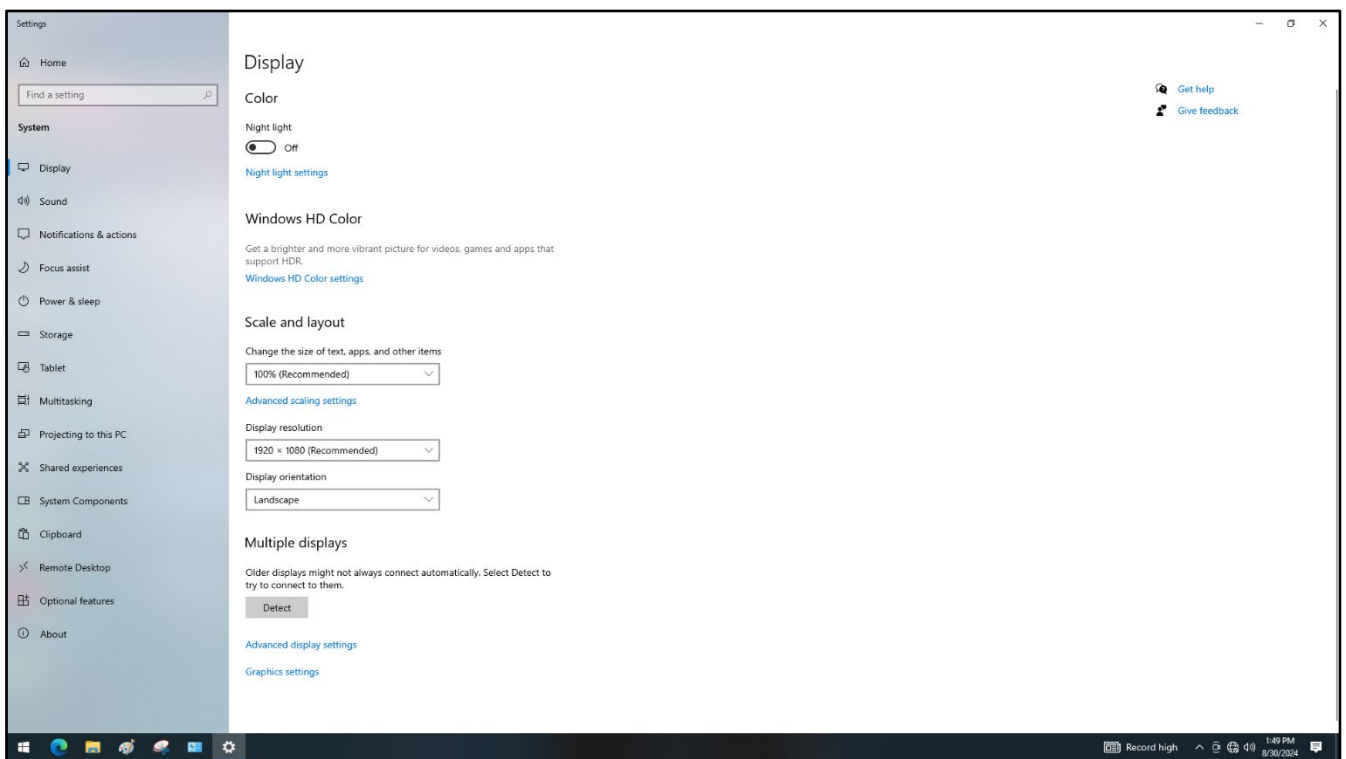 Settings
Home
Find a setting
System
Display
Sound
Notifications & actions
Focus assist
Power & sleep
Storage
Tablet
Multitasking
Projecting to this PC
Shared experiences
System Components
Clipboard
Remote Desktop
Optional features
About
Display
Color
Night light
Off
Night light settings
Windows HD Color
Get a brighter and more vibrant picture for videos, games and apps that
support HDR.
Windows HD Color settings
Scale and layout
Change the size of text, apps, and other items
100% (Recommended)
Advanced scaling settings
Display resolution
1920 × 1080 (Recommended)
Display orientation
Landscape
Multiple displays
Older displays might not always connect automatically. Select Detect to
try to connect to them.
Detect
Advanced display settings
Graphics settings
Get help
Give feedback
Record high
1:49 PM
8/30/2024